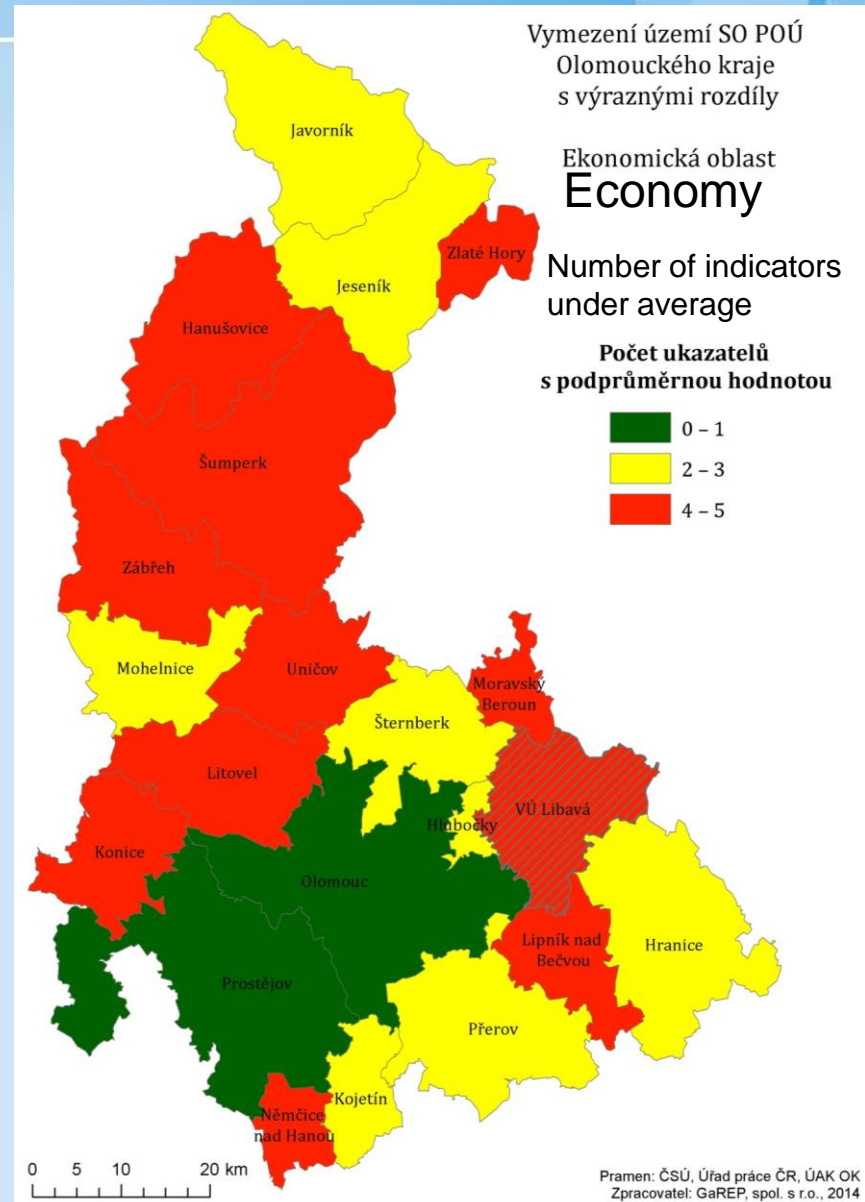 Vymezení území SO POÚ
Olomouckého kraje
s výraznými rozdíly
Ekonomická oblast
Economy
Number of indicators
under average
Počet ukazatelů
s podprůměrnou hodnotou
0 – 1
2 – 3
4 – 5
Javorník
Zlaté Hory
Jeseník
Hanušovice
Šumperk
Zábřeh
Mohelnice
Uničov
Moravský
Beroun
Šternberk
Litovel
VÚ Libavá
Hlubočky
Konice
Olomouc
Lipník nad
Bečvou
Hranice
Prostějov
Přerov
Kojetín
Němčice
nad Hanou
0 5 10 20 km
Pramen: ČSÚ, Úřad práce ČR, ÚAK OK
Zpracovatel: GaREP, spol. s r.o., 2014